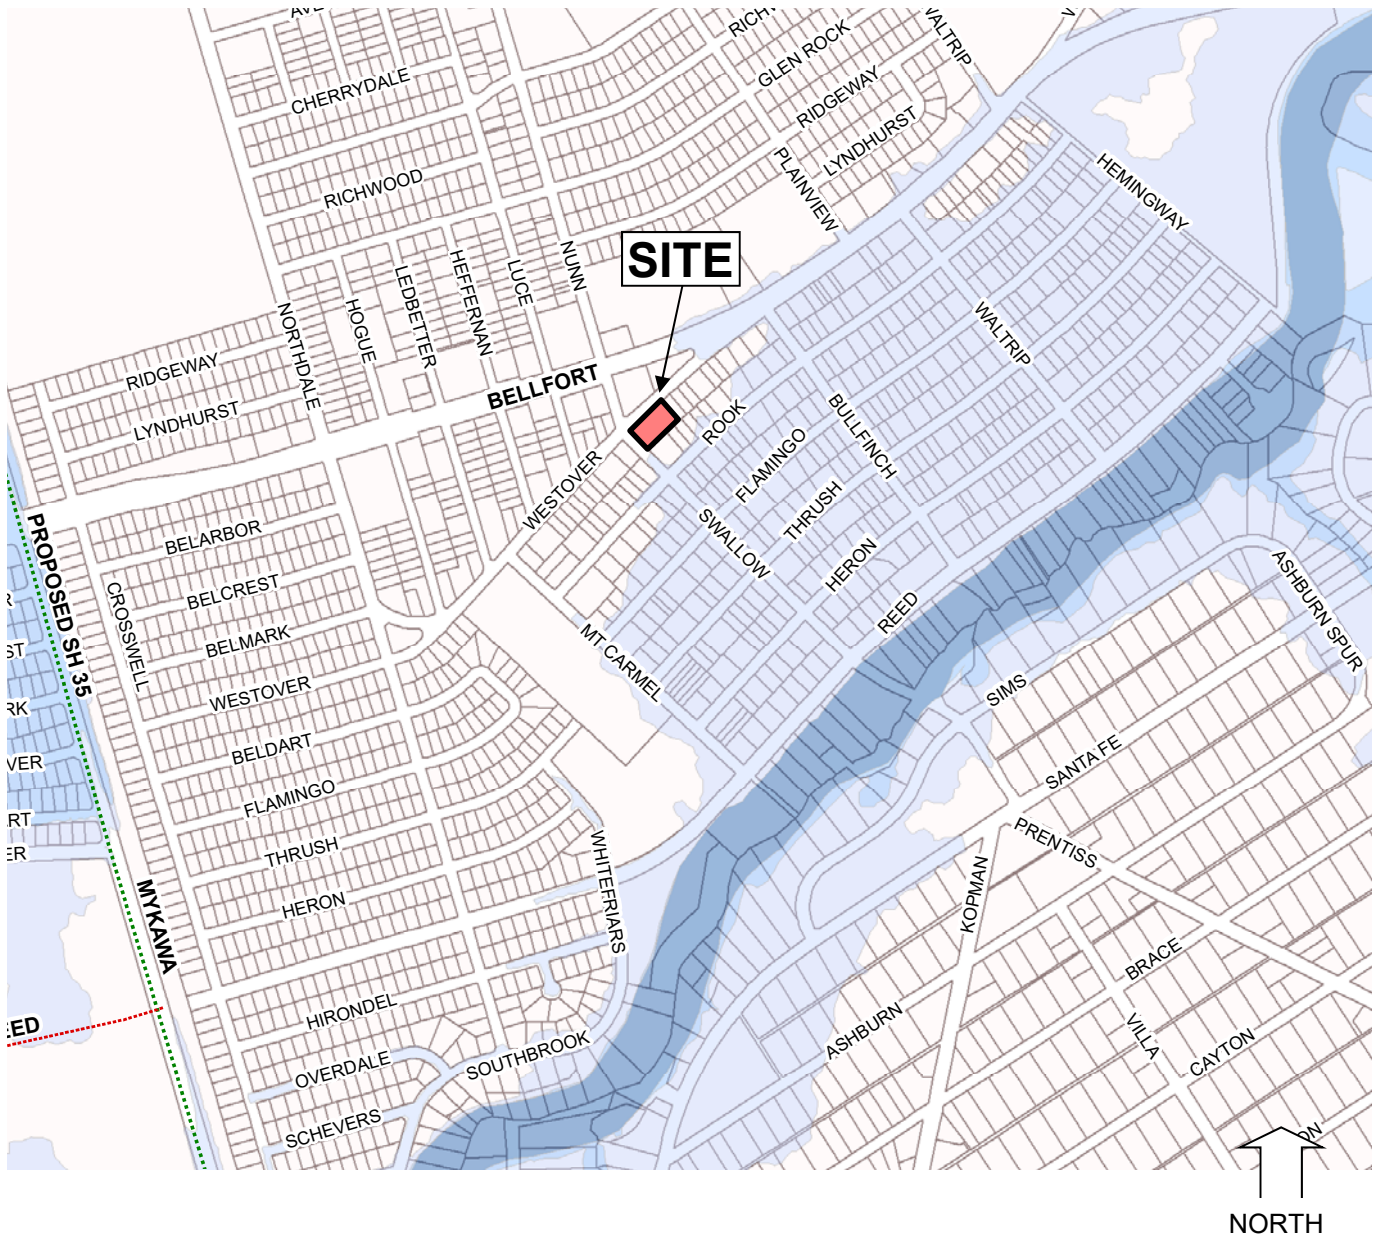 CHERRYDALE
GLEN ROCK
WALTRIP
RIDGEWAY
LYNDHURST
RICHWOOD
PLAINVIEW
HEMINGWAY
SITE
NUNN
LUCE
HEFFERNAN
LEDBETTER
HOGUE
NORTHDALE
WALTRIP
RIDGEWAY
LYNDHURST
BELLFORT
ROOK
BULLFINCH
FLAMINGO
WESTOVER
THRUSH
SWALLOW
HERON
REED
PROPOSED SH 35
BELARBOR
BELCREST
BELMARK
CROSSWELL
WESTOVER
BELDART
FLAMINGO
THRUSH
HERON
MT CARMEL
ASHBURN SPUR
SIMS
SANTA FE
PRENTISS
KOPMAN
WHITEFRIARS
MYKAWA
BRACE
VILLA
CAYTON
ASHBURN
HIRONDEL
OVERDALE
SOUTHBROOK
SCHEVERS
NORTH